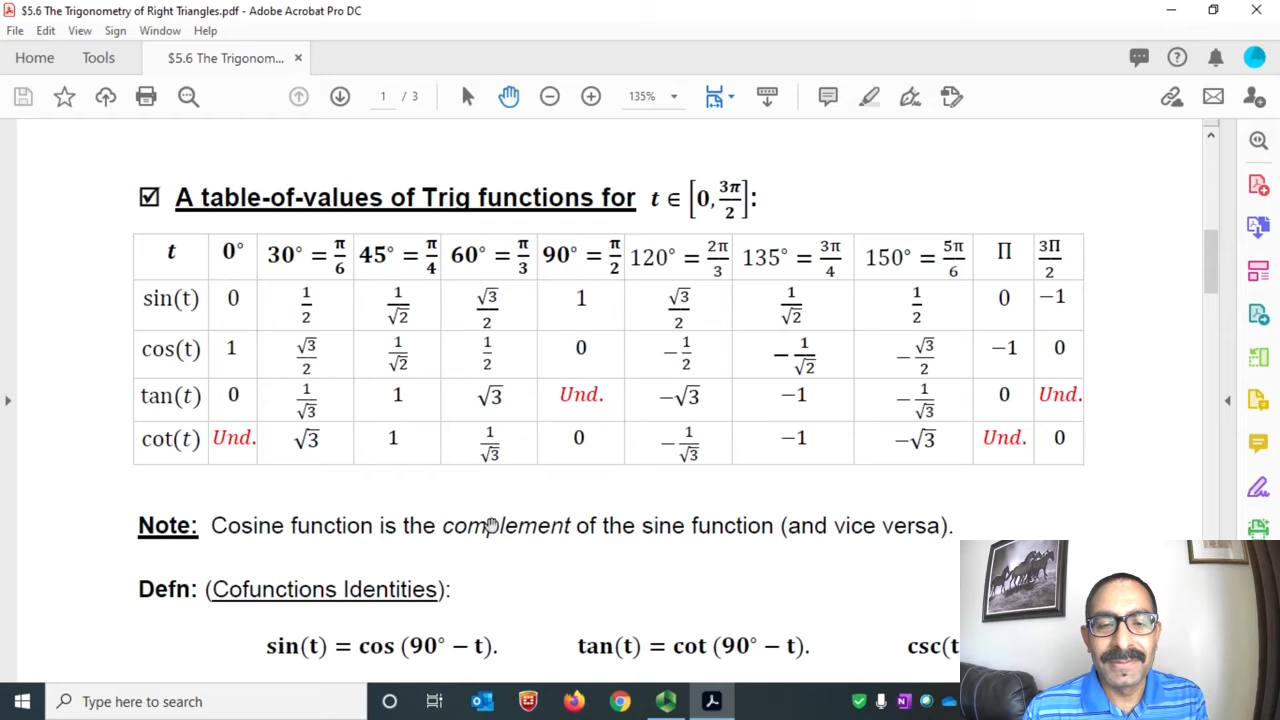 $5.6 The Trigonometry of Right Triangles.pdf - Adobe Acrobat Pro DC
File Edit View Sign Window Help
Home Tools $5.6 The Trigonom... ×
1 / 3 135%
A table-of-values of Trig functions for t ∈ [0, 3π/2]:
t 0° 30° = π/6 45° = π/4 60° = π/3 90° = π/2 120° = 2π/3 135° = 3π/4 150° = 5π/6 Π 3Π/2
sin(t) 0 1/2 1/√2 √3/2 1 √3/2 1/√2 1/2 0 −1
cos(t) 1 √3/2 1/√2 1/2 0 −1/2 −1/√2 −√3/2 −1 0
tan(t) 0 1/√3 1 √3 Und. −√3 −1 −1/√3 0 Und.
cot(t) Und. √3 1 1/√3 0 −1/√3 −1 −√3 Und. 0
Note: Cosine function is the complement of the sine function (and vice versa).
Defn: (Cofunctions Identities):
sin(t) = cos (90° − t). tan(t) = cot (90° − t). csc(t
Type here to search